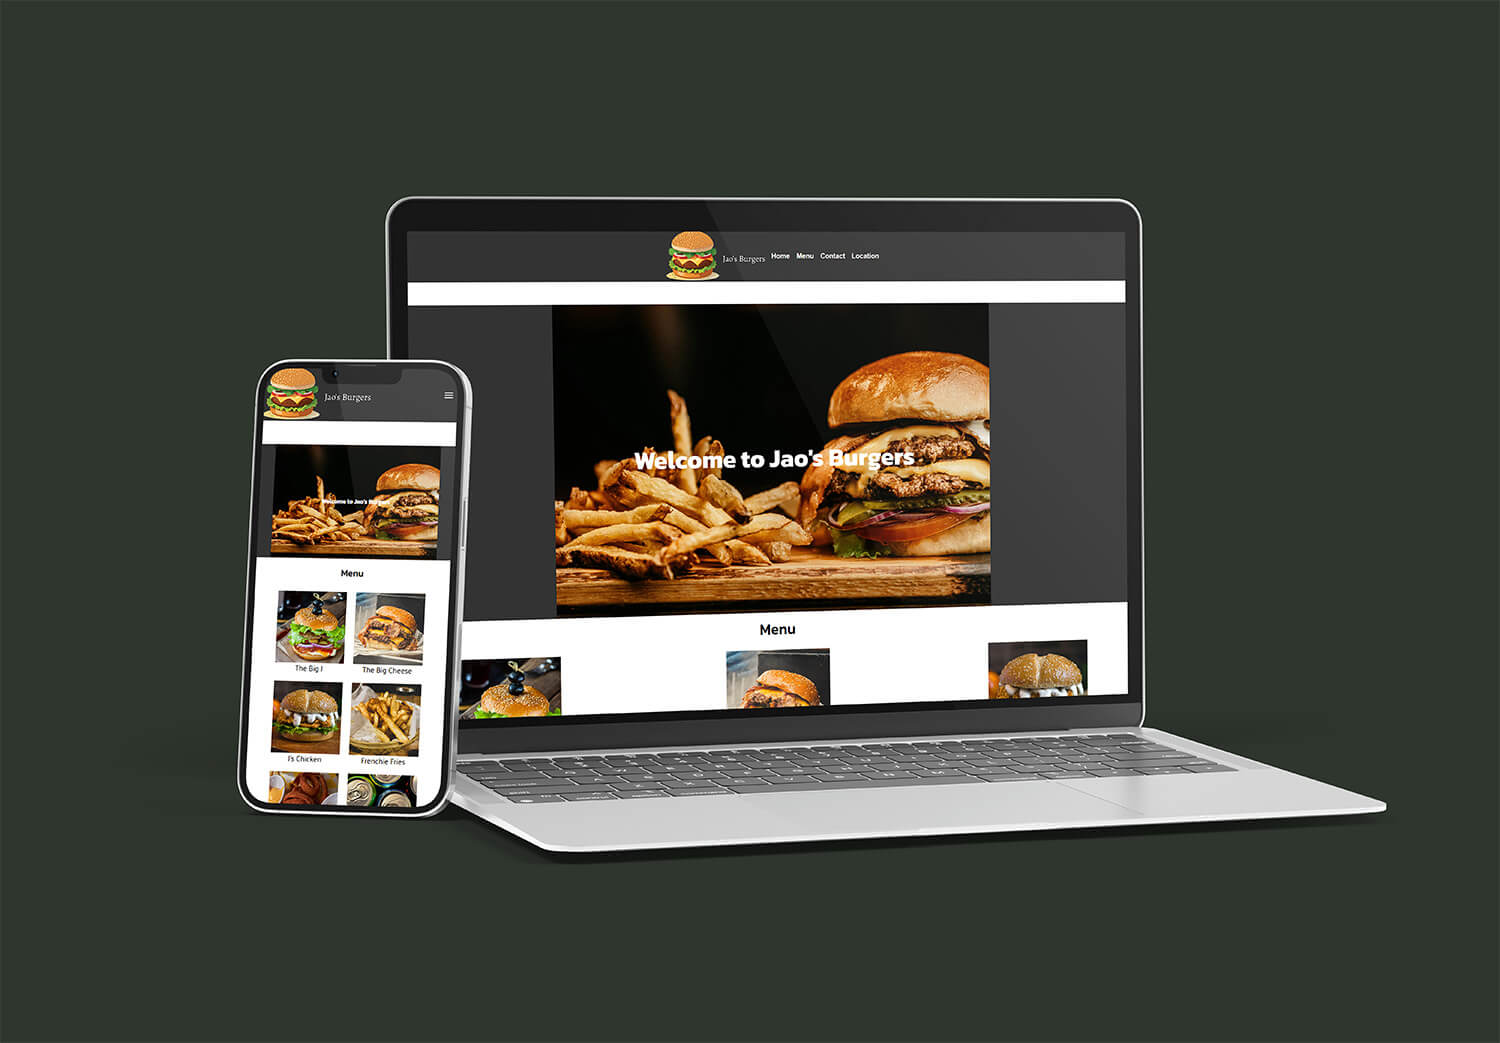 Jao's Burgers
Home Menu Contact Location
Welcome to Jao's Burgers
Menu
Jao's Burgers
Welcome to Jao's Burgers
Menu
The Big J
The Big Cheese
J's Chicken
Frenchie Fries